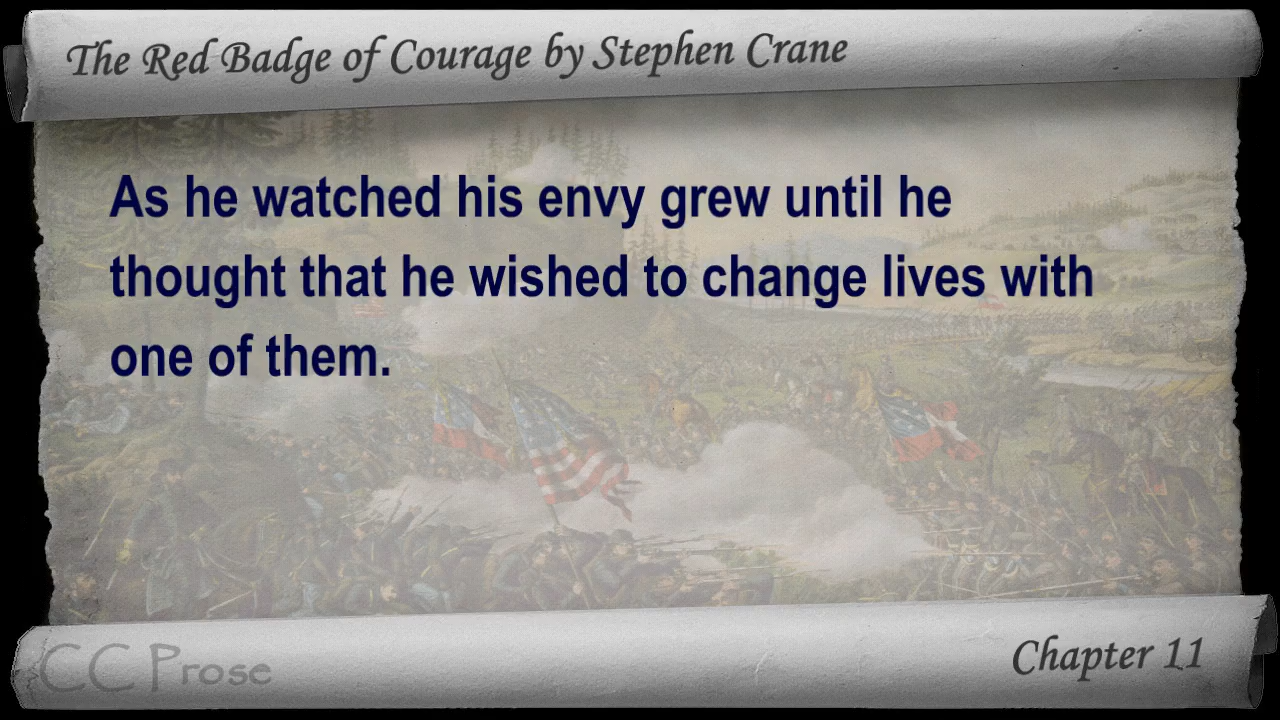 The Red Badge of Courage by Stephen Crane
As he watched his envy grew until he
thought that he wished to change lives with
one of them.
CC Prose
Chapter 11